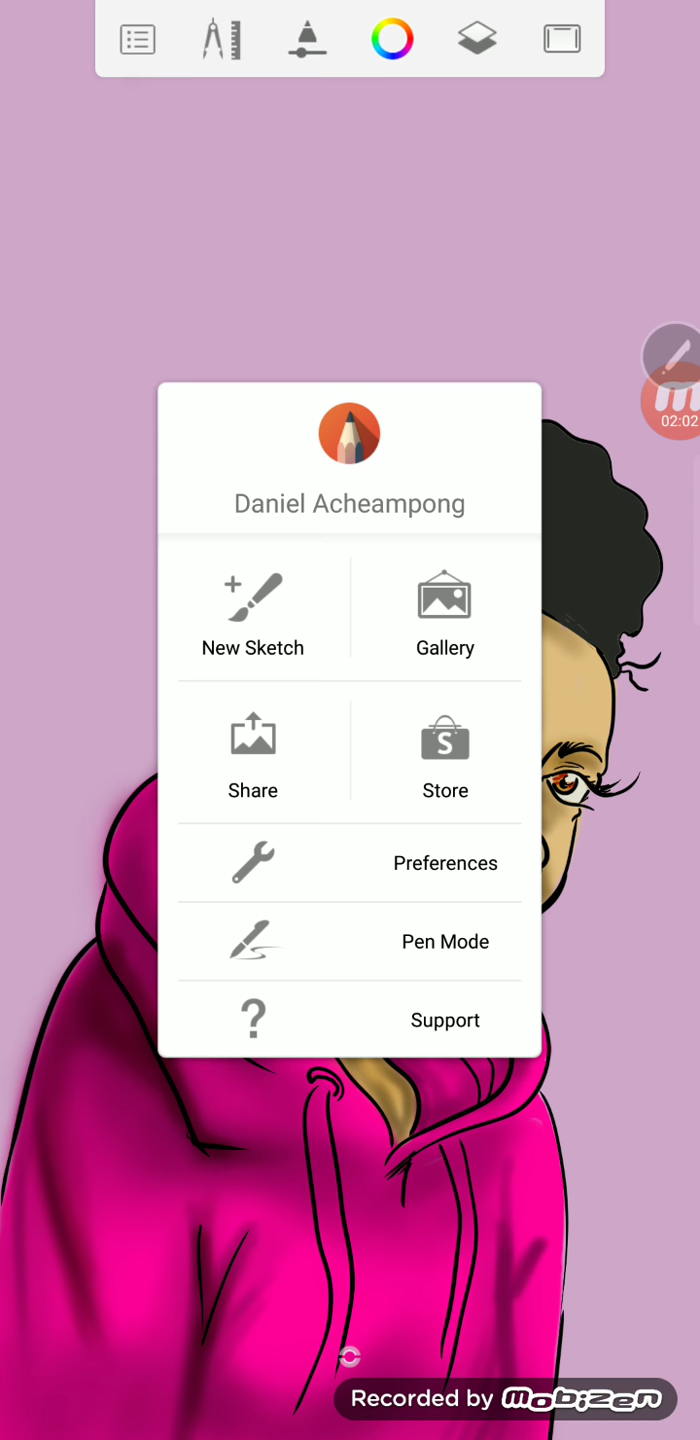 02:02
Daniel Acheampong
New Sketch
Gallery
Share
S
Store
Preferences
Pen Mode
?
Support
Recorded by mobizen